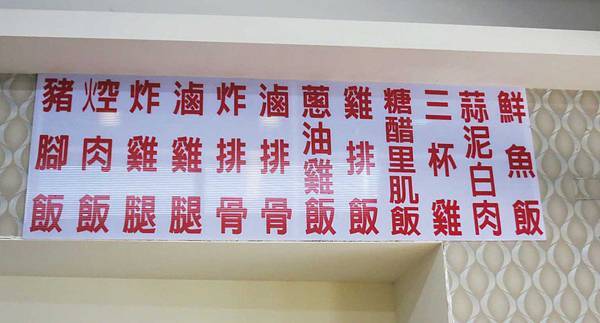 鮮魚飯
蒜泥白肉
三杯雞
糖醋里肌飯
雞排飯
蔥油雞飯
滷排骨
炸排骨
滷雞腿
炸雞腿
焢肉飯
豬腳飯